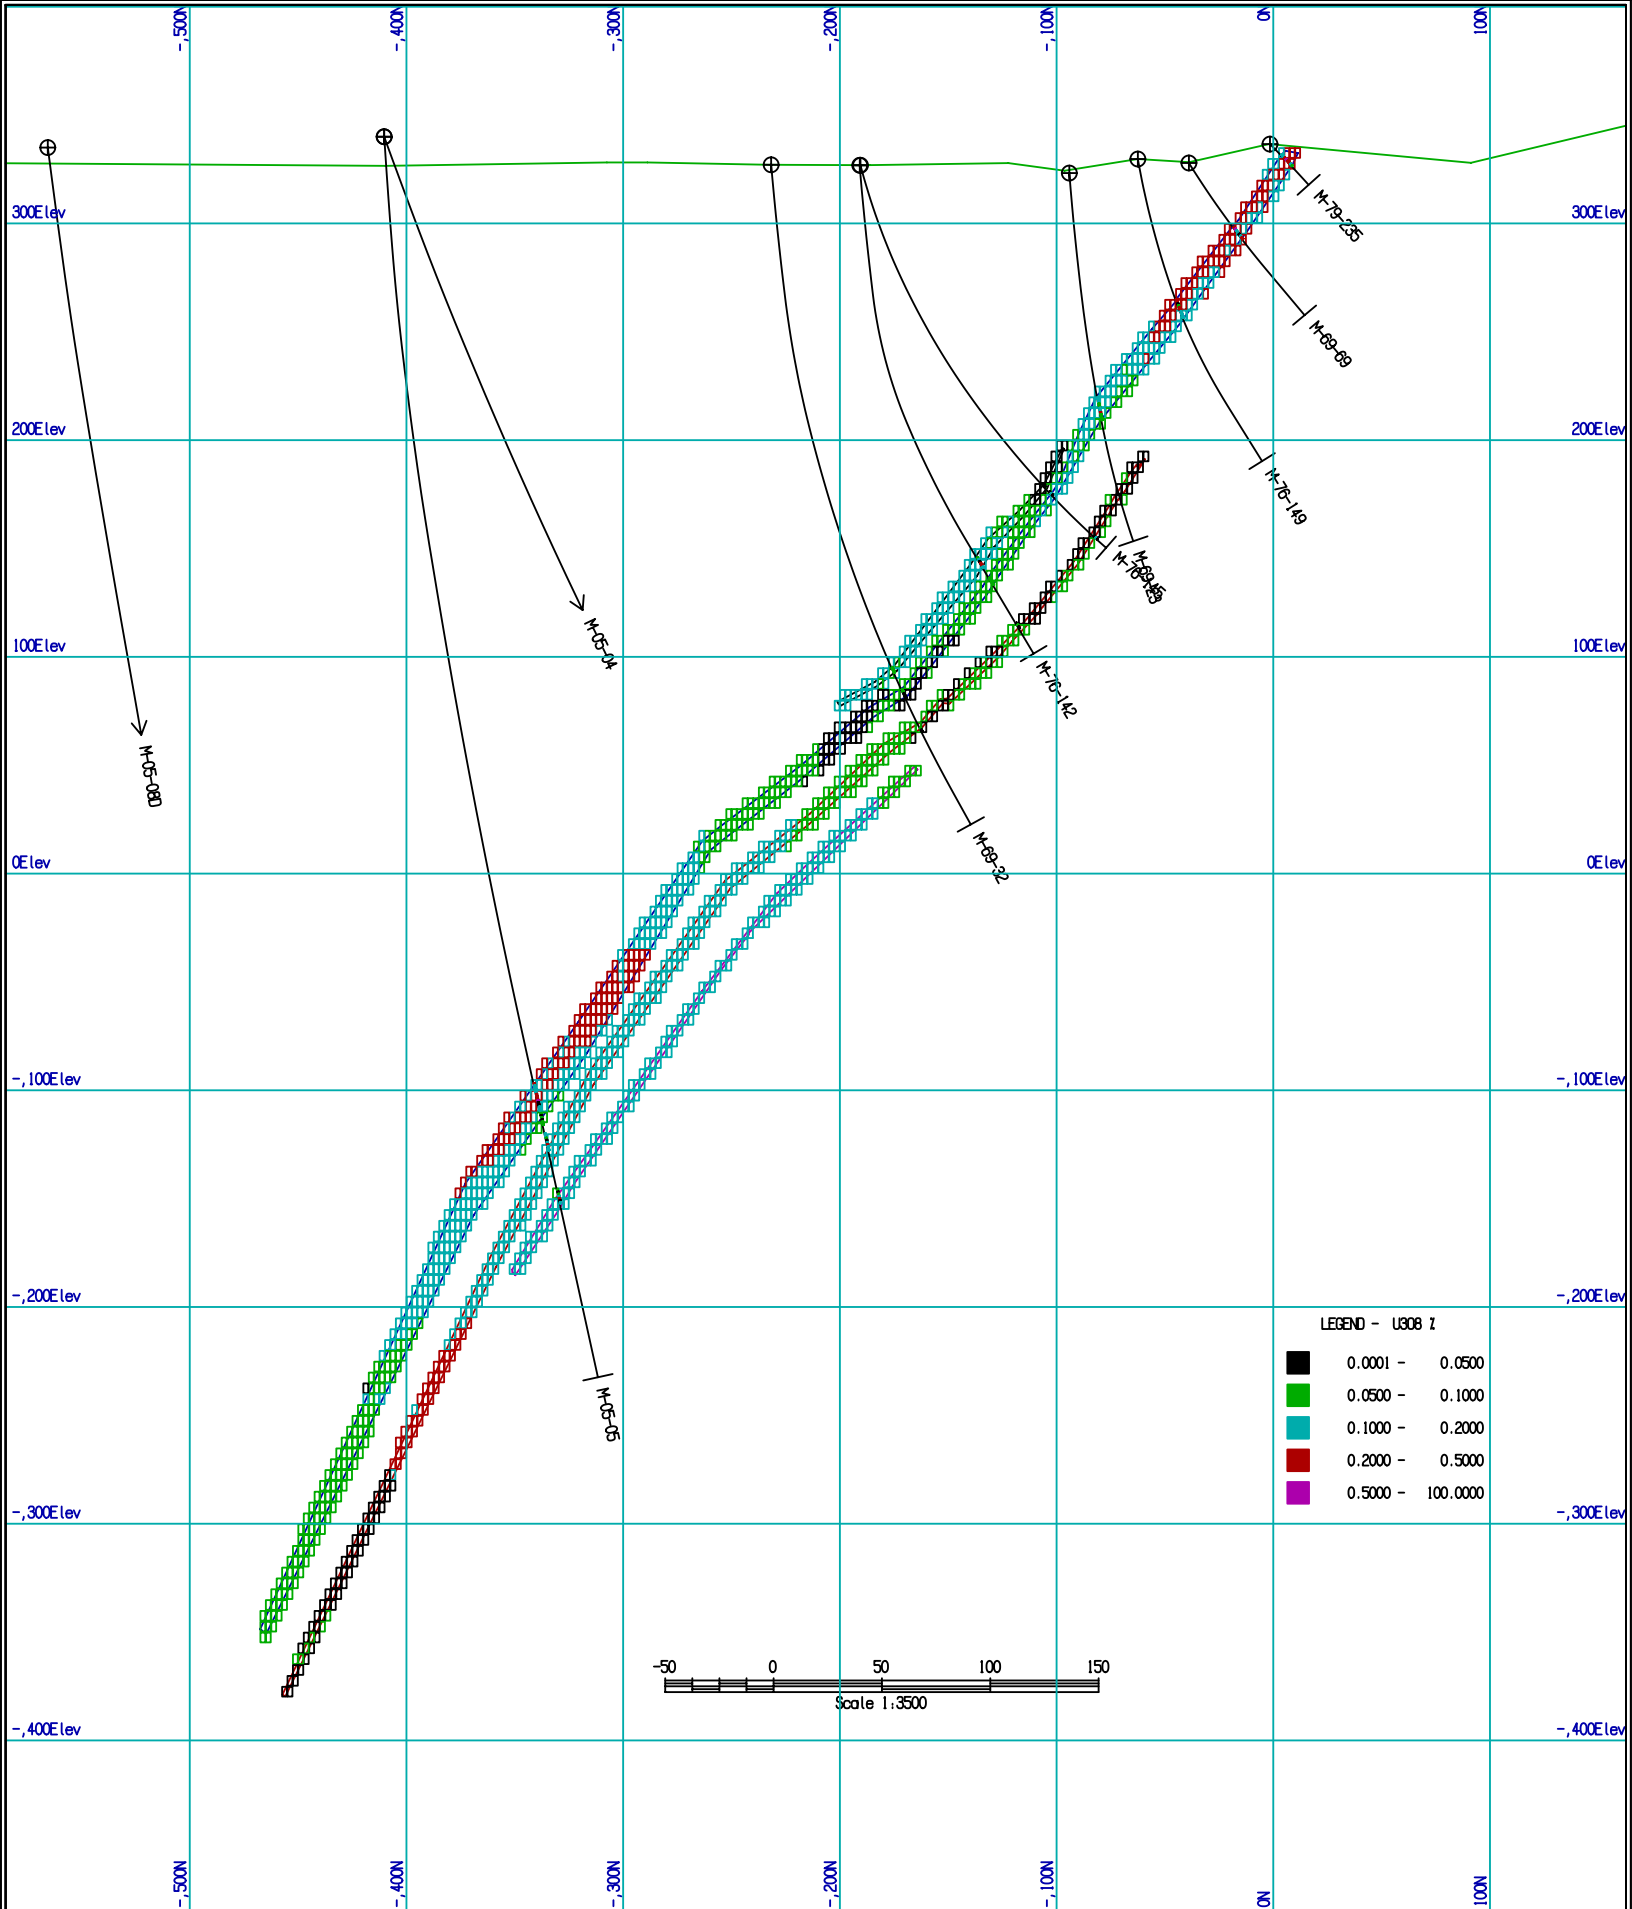 -,500N -,400N -,300N -,200N -,100N 0N 100N
M-79-235
300Elev 300Elev
M-69-69
200Elev 200Elev
M-76-149
M-76-123
M-05-04
100Elev 100Elev
M-76-142
M-05-08D
M-69-32
0Elev 0Elev
-,100Elev -,100Elev
-,200Elev -,200Elev
LEGEND - U3O8 %
0.0001 - 0.0500
0.0500 - 0.1000
0.1000 - 0.2000
0.2000 - 0.5000
0.5000 - 100.0000
M-05-05
-,300Elev -,300Elev
-50 0 50 100 150
Scale 1:3500
-,400Elev -,400Elev
-,500N -,400N -,300N -,200N -,100N 0N 100N